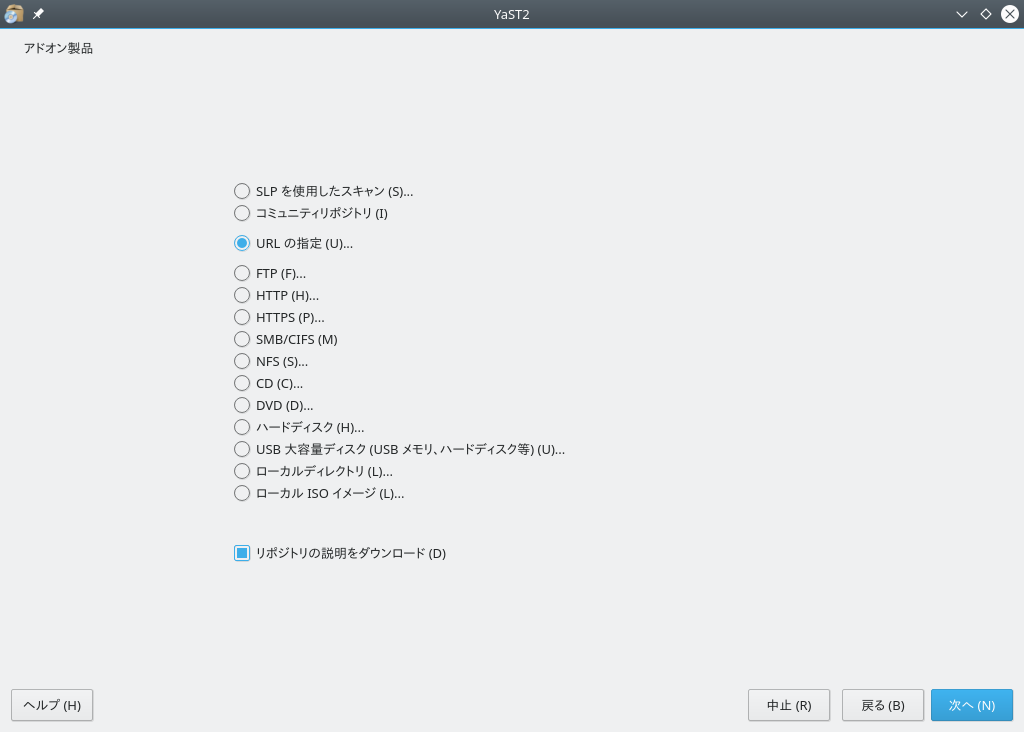 YaST2
アドオン製品
SLP を使用したスキャン (S)...
コミュニティリポジトリ (I)
URL の指定 (U)...
FTP (F)...
HTTP (H)...
HTTPS (P)...
SMB/CIFS (M)
NFS (S)...
CD (C)...
DVD (D)...
ハードディスク (H)...
USB 大容量ディスク (USB メモリ、ハードディスク等) (U)...
ローカルディレクトリ (L)...
ローカル ISO イメージ (L)...
リポジトリの説明をダウンロード (D)
ヘルプ (H) 中止 (R) 戻る (B) 次へ (N)